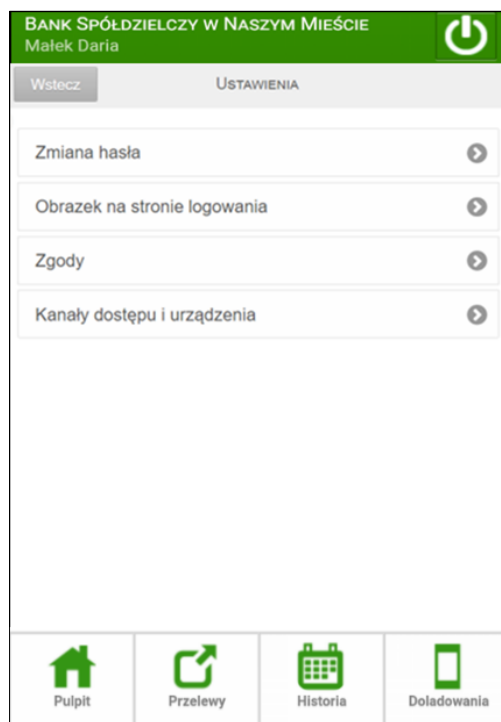 Bank Spółdzielczy w Naszym Mieście
Małek Daria
Wstecz
Ustawienia
Zmiana hasła
Obrazek na stronie logowania
Zgody
Kanały dostępu i urządzenia
Pulpit
Przelewy
Historia
Doladowania